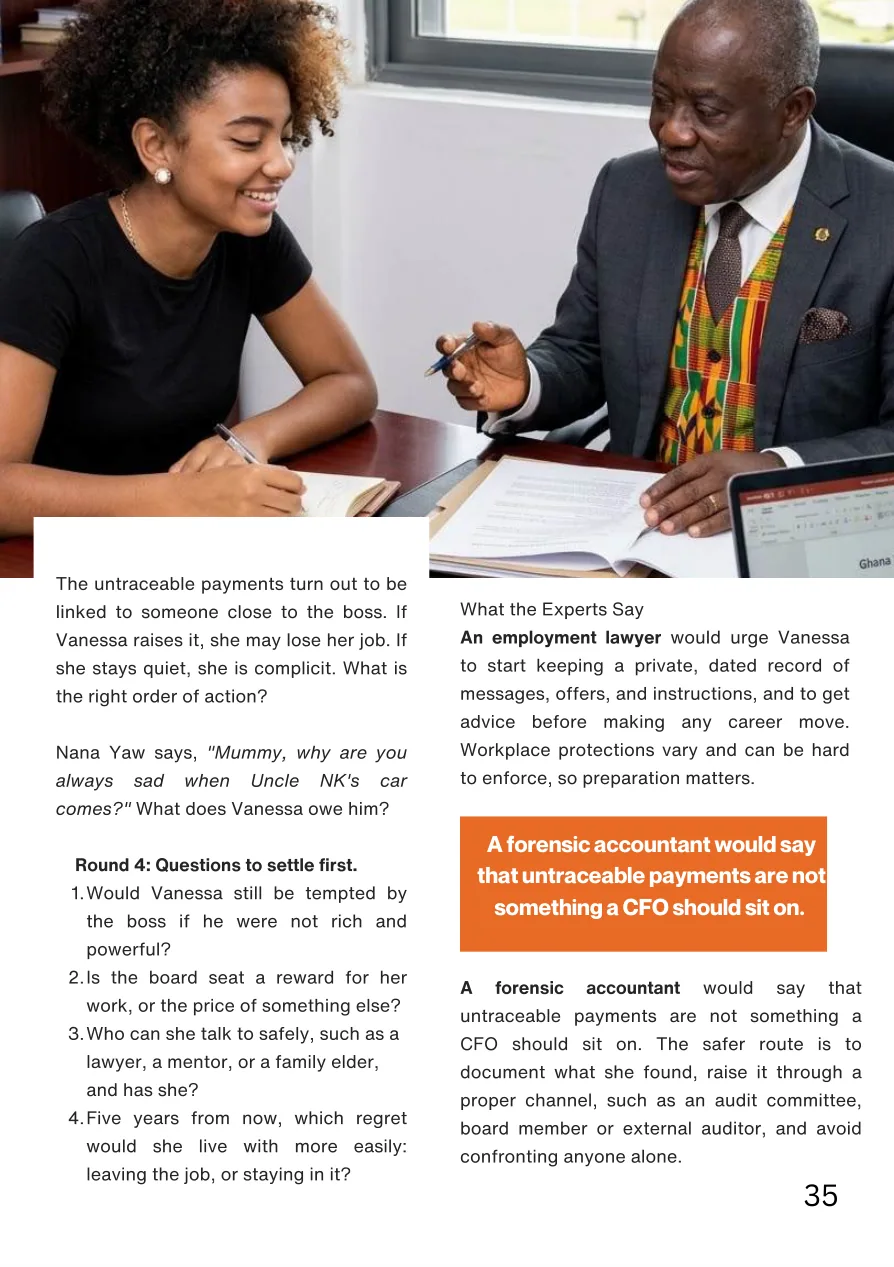 Ghana
The untraceable payments turn out to be
linked to someone close to the boss. If
Vanessa raises it, she may lose her job. If
she stays quiet, she is complicit. What is
the right order of action?
Nana Yaw says, "Mummy, why are you
always sad when Uncle NK's car
comes?" What does Vanessa owe him?
Round 4: Questions to settle first.
1. Would Vanessa still be tempted by
the boss if he were not rich and
powerful?
2. Is the board seat a reward for her
work, or the price of something else?
3. Who can she talk to safely, such as a
lawyer, a mentor, or a family elder,
and has she?
4. Five years from now, which regret
would she live with more easily:
leaving the job, or staying in it?
What the Experts Say
An employment lawyer would urge Vanessa
to start keeping a private, dated record of
messages, offers, and instructions, and to get
advice before making any career move.
Workplace protections vary and can be hard
to enforce, so preparation matters.
A forensic accountant would say
that untraceable payments are not
something a CFO should sit on.
A forensic accountant would say that
untraceable payments are not something a
CFO should sit on. The safer route is to
document what she found, raise it through a
proper channel, such as an audit committee,
board member or external auditor, and avoid
confronting anyone alone.
35